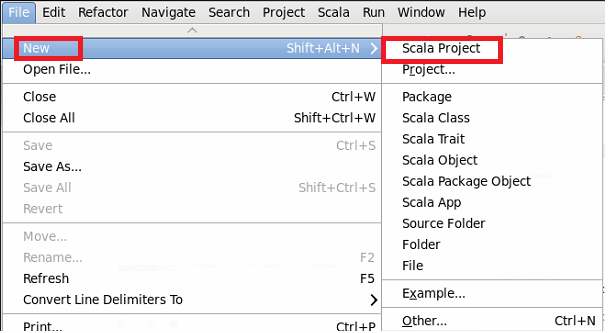 File Edit Refactor Navigate Search Project Scala Run Window Help
New Shift+Alt+N
Open File...
Close Ctrl+W
Close All Shift+Ctrl+W
Save Ctrl+S
Save As...
Save All Shift+Ctrl+S
Revert
Move...
Rename... F2
Refresh F5
Convert Line Delimiters To
Print... Ctrl+P
Scala Project
Project...
Package
Scala Class
Scala Trait
Scala Object
Scala Package Object
Scala App
Source Folder
Folder
File
Example...
Other... Ctrl+N